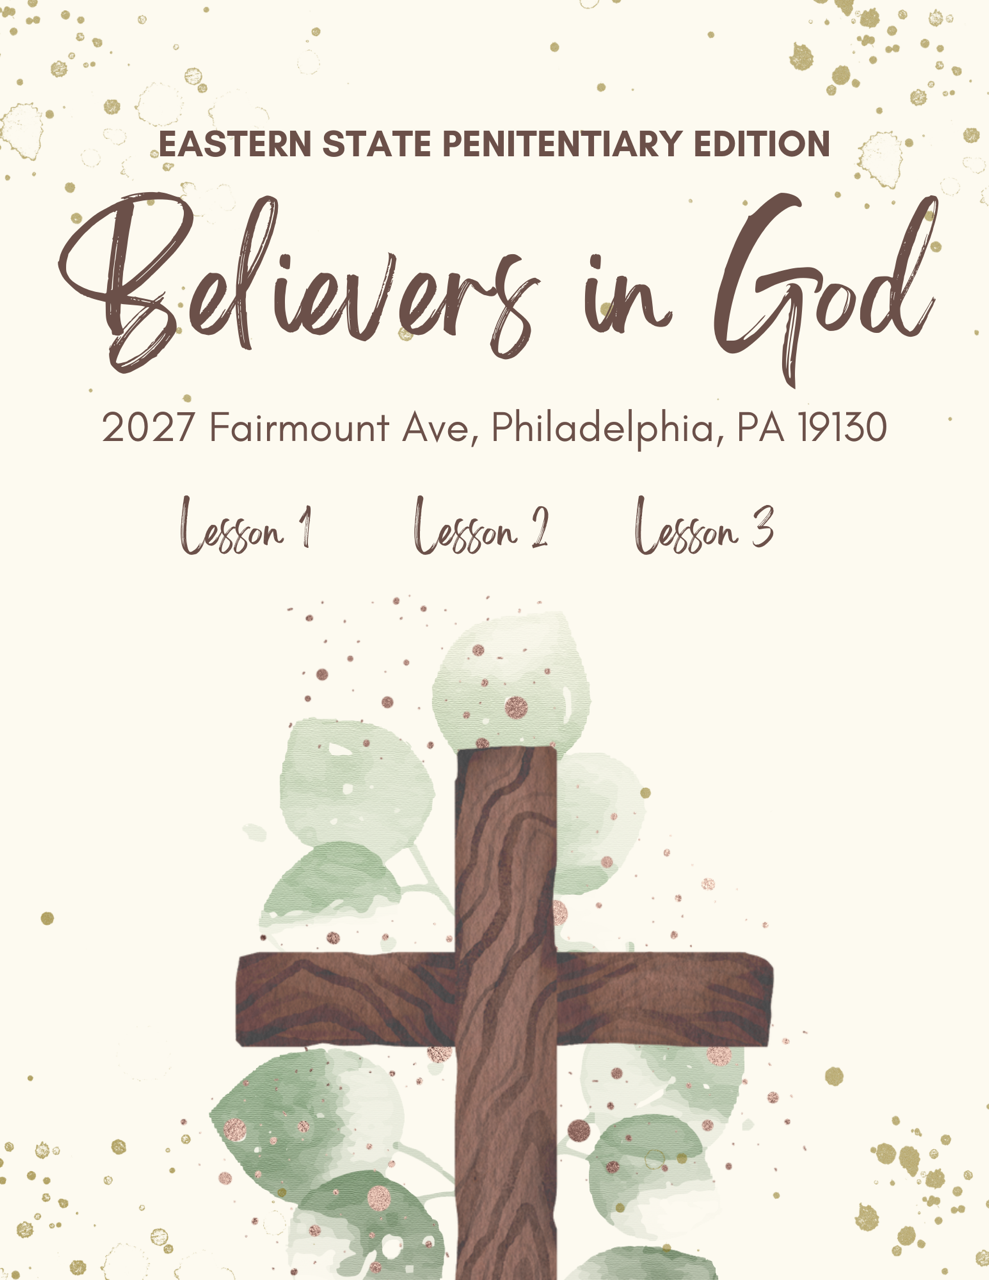 EASTERN STATE PENITENTIARY EDITION
Believers in God
2027 Fairmount Ave, Philadelphia, PA 19130
Lesson 1 Lesson 2 Lesson 3